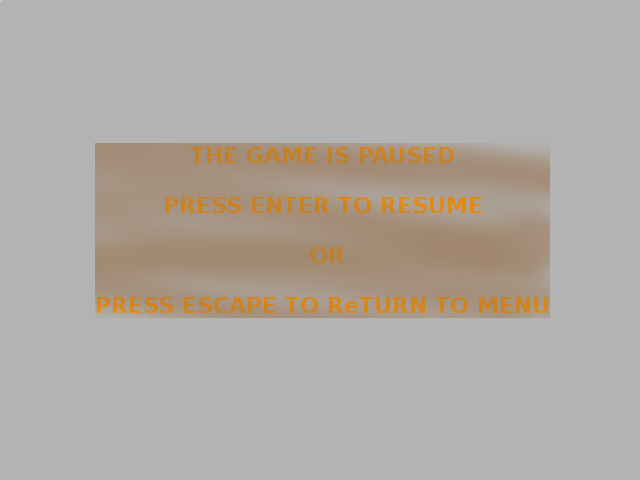 THE GAME IS PAUSED
PRESS ENTER TO RESUME
OR
PRESS ESCAPE TO ReTURN TO MENU